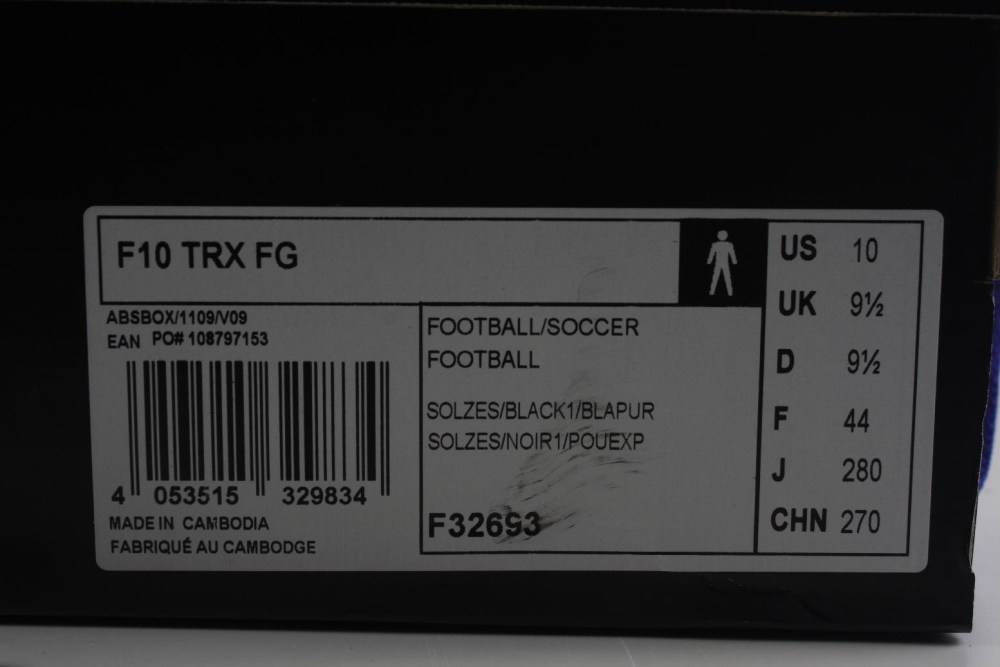 F10 TRX FG
ABSBOX/1109/V09
EAN PO# 108797153
4 053515 329834
MADE IN CAMBODIA
FABRIQUÉ AU CAMBODGE
FOOTBALL/SOCCER
FOOTBALL
SOLZES/BLACK1/BLAPUR
SOLZES/NOIR1/POUEXP
F32693
US 10
UK 9½
D 9½
F 44
J 280
CHN 270